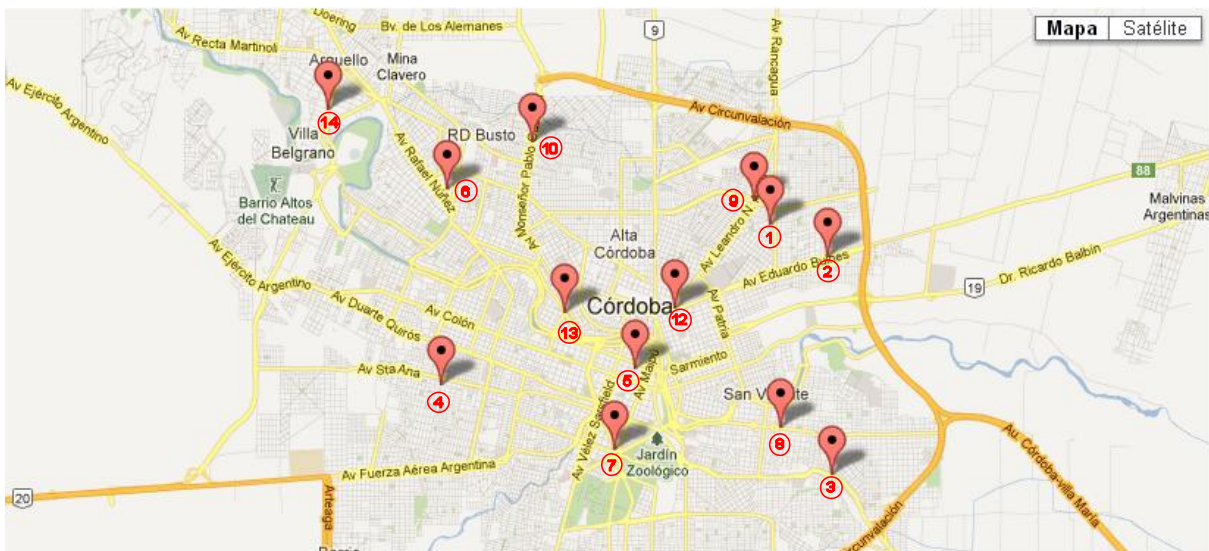 Doering
Bv. de Los Alemanes
9
Av Rancagua
Mapa
Satélite
Av Recta Martinoli
Arguello
Mina
Clavero
Av Ejército Argentino
14
Villa
Belgrano
Av Rafael Nuñez
RD Busto
10
Av Circunvalación
6
Av Monseñor Pablo
Barrio Altos
del Chateau
9
1
88
Malvinas
Argentinas
Alta
Córdoba
Av Leandro N
2
Av Eduardo
Dr. Ricardo Balbín
Av Ejército Argentino
Av Duarte Quirós
Av Colón
19
Córdoba
13
12
Av Patria
Av Sta Ana
4
5
Av Maipú
Sarmiento
San
8
Av Vélez Sarsfield
7
Jardín
Zoológico
3
Av Fuerza Aérea Argentina
20
Arteaga
Au. Córdoba-villa María